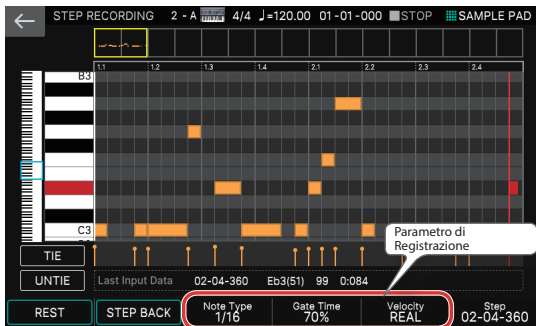 STEP RECORDING 2 - A 4/4 ♩=120.00 01-01-000 STOP SAMPLE PAD
1.1 1.2 1.3 1.4 2.1 2.2 2.3 2.4
B3
C3
Parametro di
Registrazione
TIE
UNTIE Last Input Data 02-04-360 Eb3(51) 99 0:084
REST STEP BACK Note Type Gate Time Velocity Step
1/16 70% REAL 02-04-360